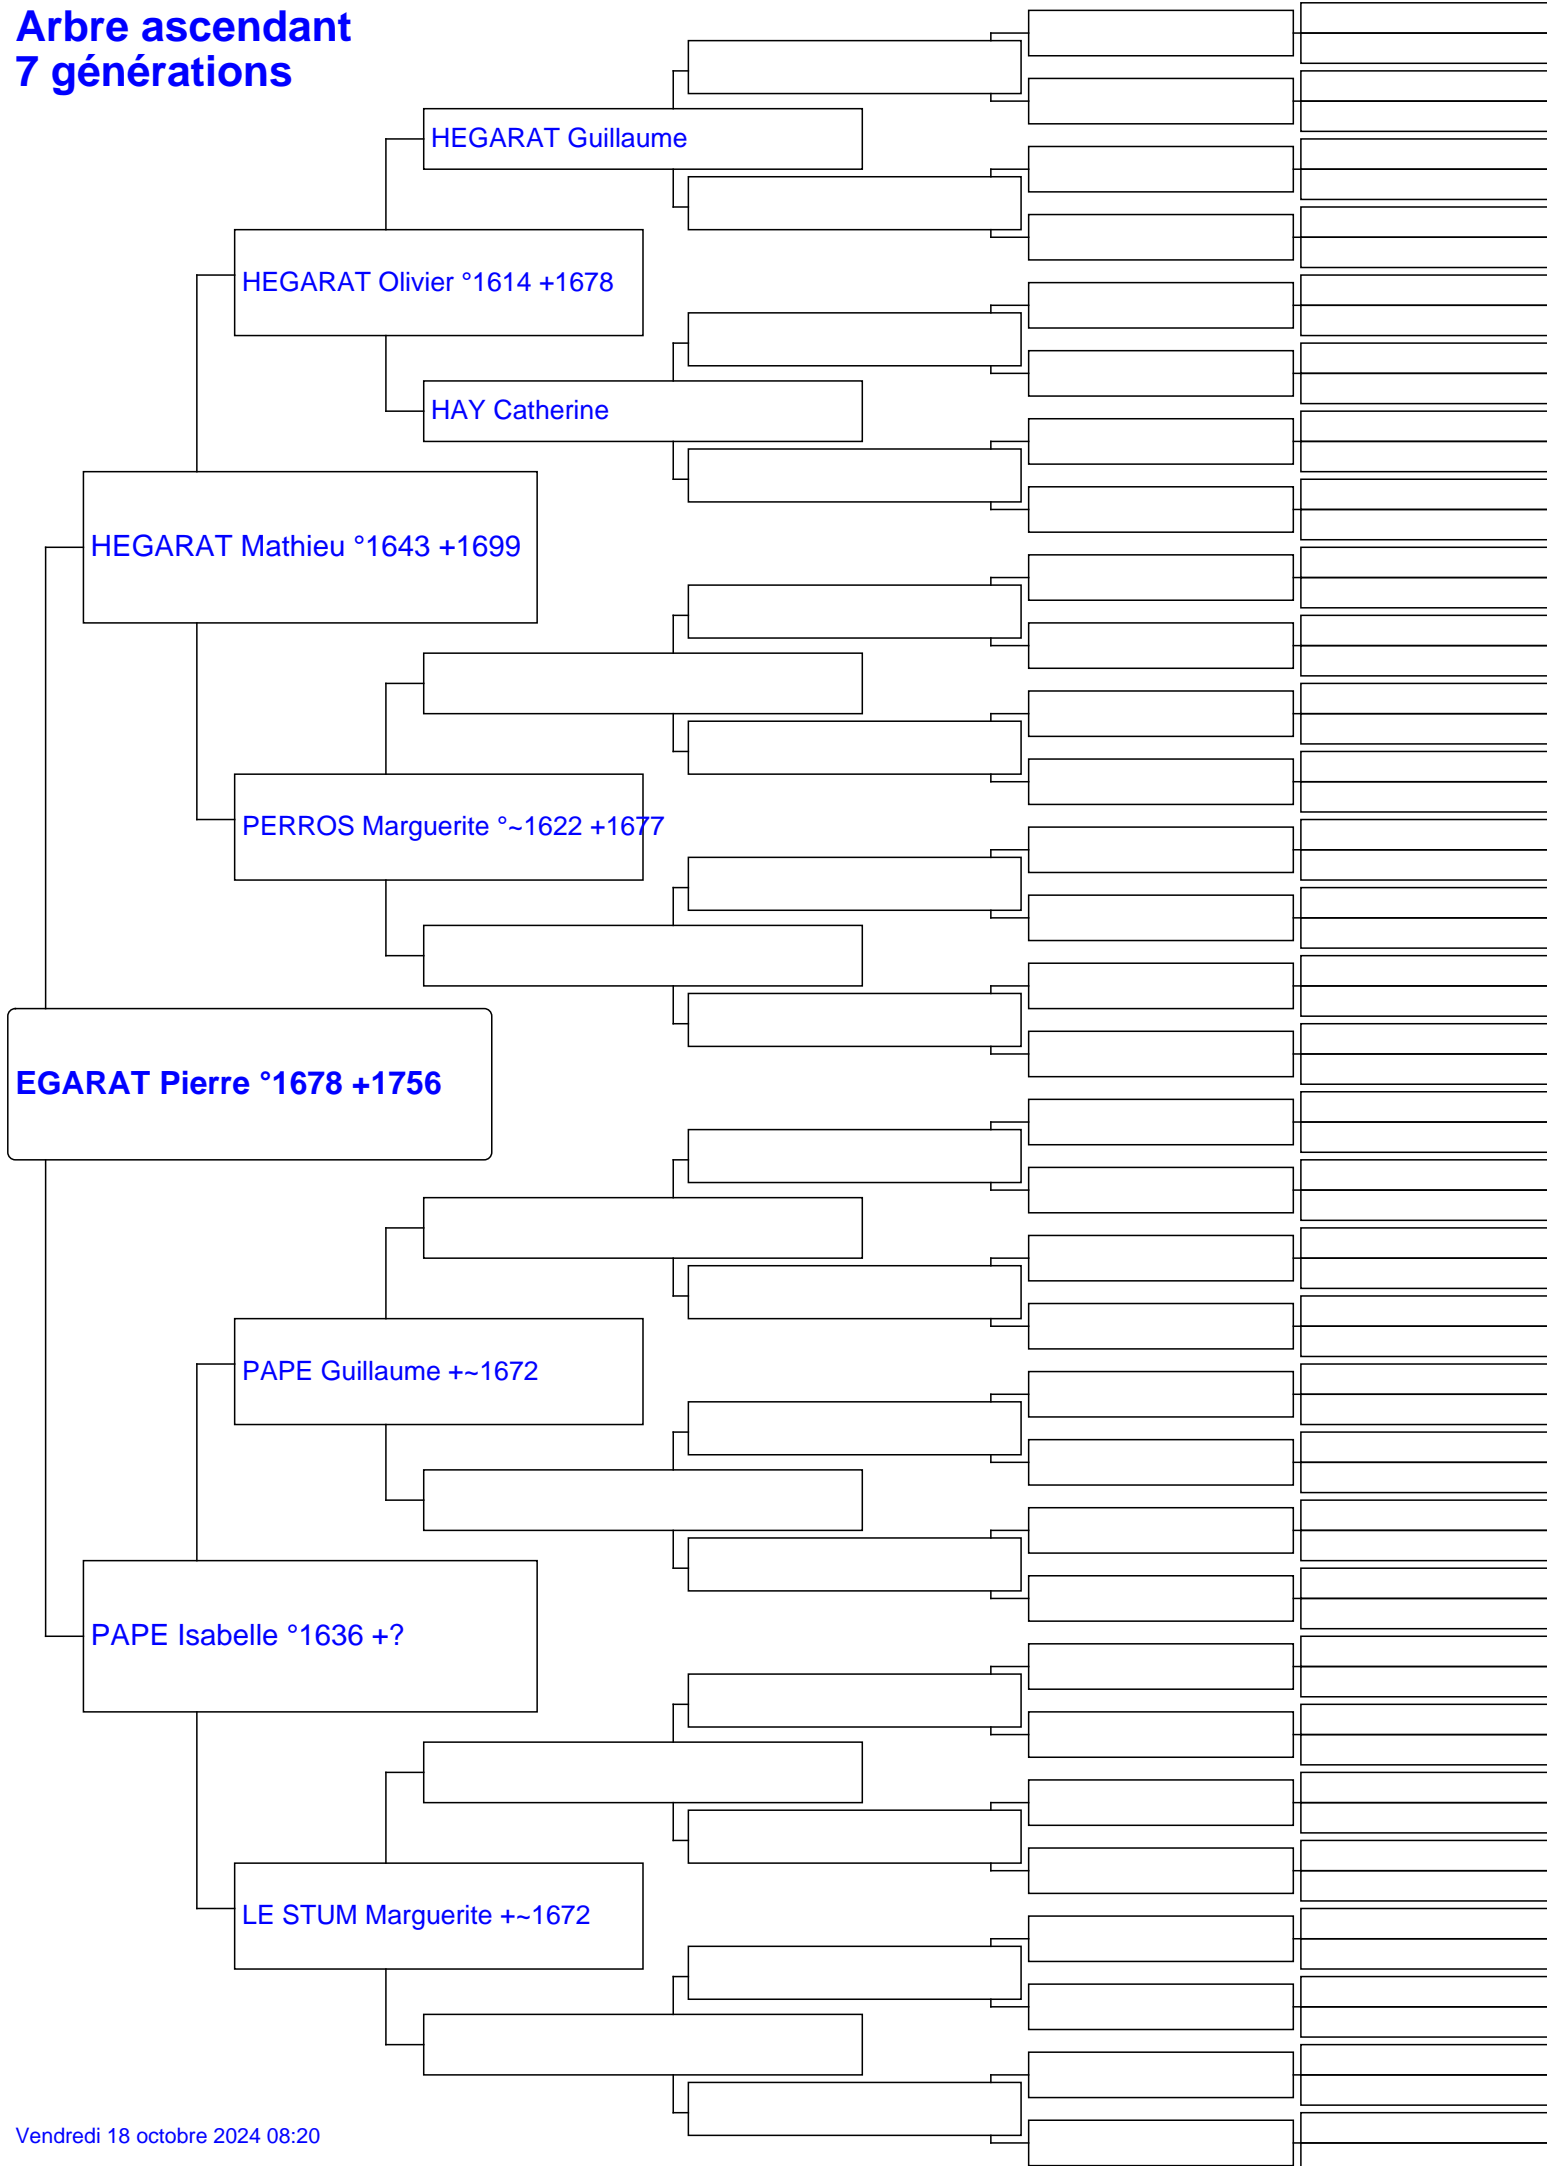 Arbre ascendant
7 générations
HEGARAT Guillaume
HEGARAT Olivier °1614 +1678
HAY Catherine
HEGARAT Mathieu °1643 +1699
PERROS Marguerite °~1622 +1677
EGARAT Pierre °1678 +1756
PAPE Guillaume +~1672
PAPE Isabelle °1636 +?
LE STUM Marguerite +~1672
Vendredi 18 octobre 2024 08:20